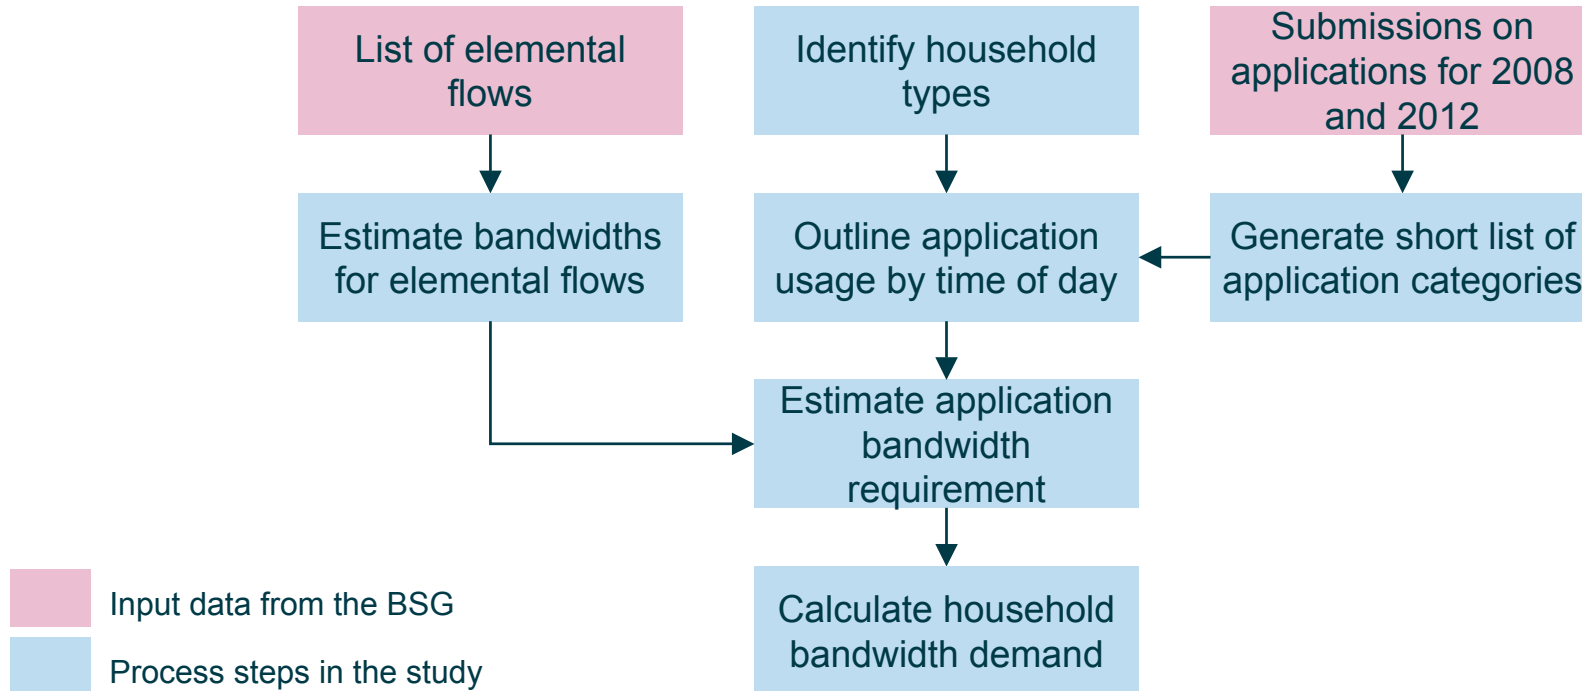 List of elemental
flows
Identify household
types
Submissions on
applications for 2008
and 2012
Estimate bandwidths
for elemental flows
Outline application
usage by time of day
Generate short list of
application categories
Estimate application
bandwidth
requirement
Calculate household
bandwidth demand
Input data from the BSG
Process steps in the study